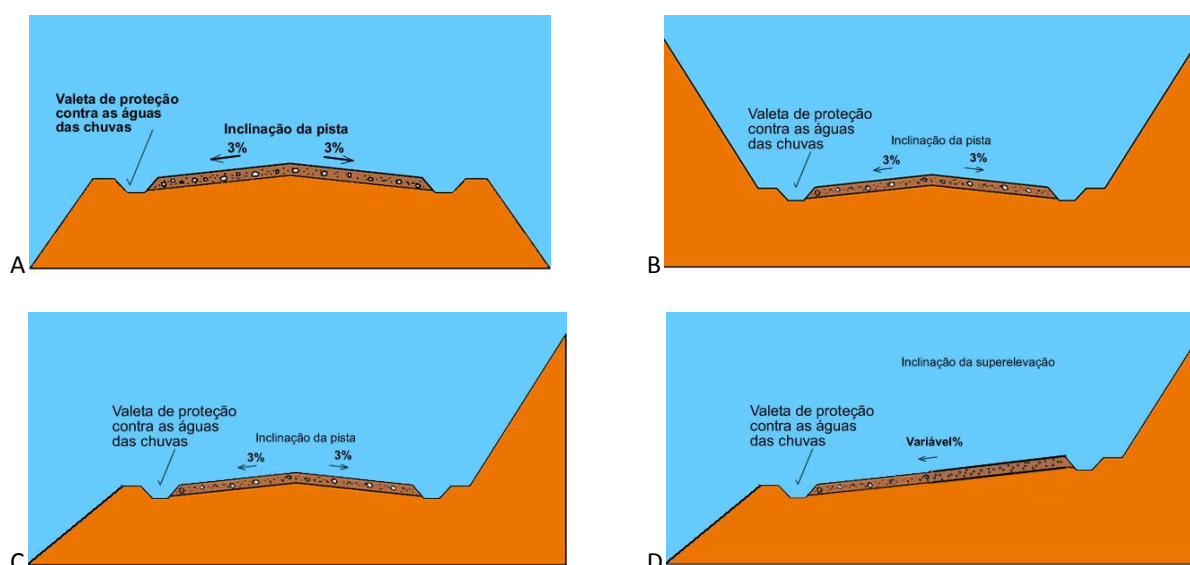 Valeta de proteção
contra as águas
das chuvas
Inclinação da pista
3% 3%
A
Valeta de proteção
contra as águas
das chuvas
Inclinação da pista
3% 3%
B
Valeta de proteção
contra as águas
das chuvas
Inclinação da pista
3% 3%
C
Inclinação da superelevação
Valeta de proteção
contra as águas
das chuvas
Variável%
D